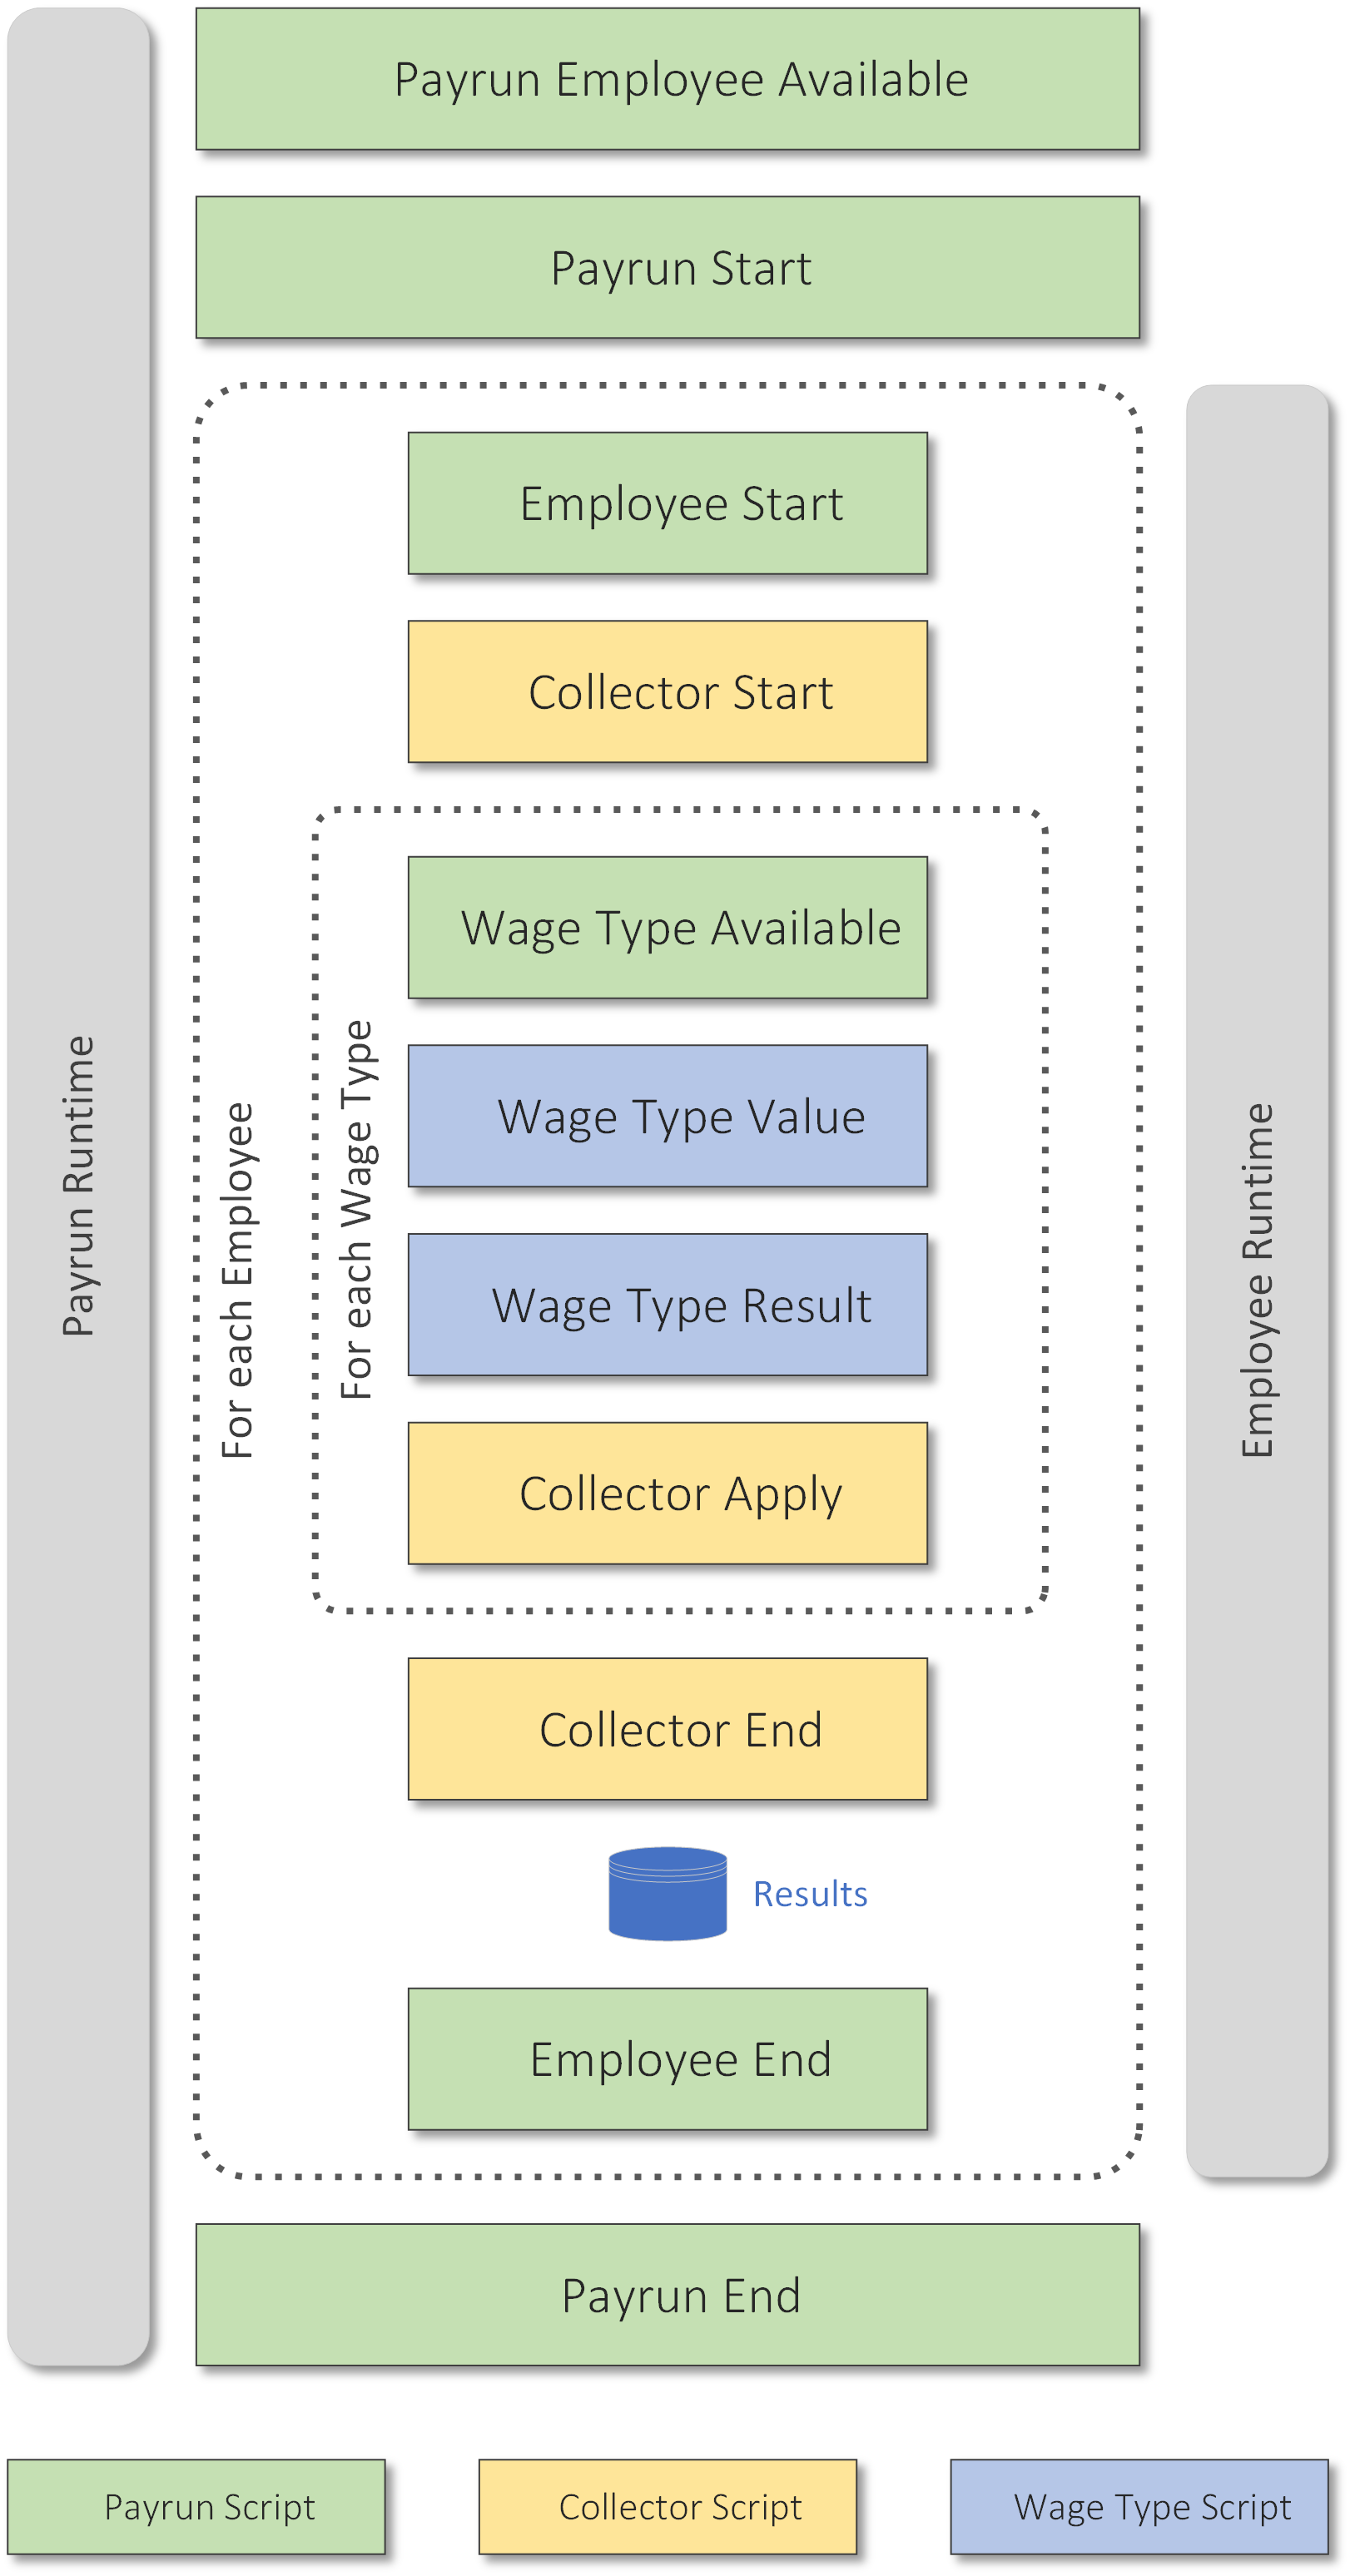 Payrun Employee Available
Payrun Start
Employee Start
Collector Start
Wage Type Available
Wage Type Value
Wage Type Result
Collector Apply
Collector End
Results
Employee End
Payrun End
Payrun Runtime
For each Employee
For each Wage Type
Employee Runtime
Payrun Script
Collector Script
Wage Type Script